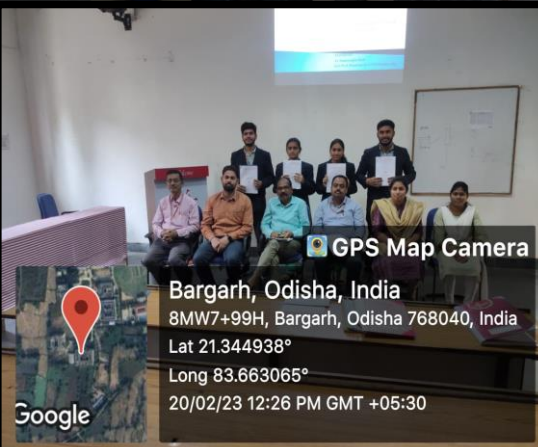 GPS Map Camera
Bargarh, Odisha, India
8MW7+99H, Bargarh, Odisha 768040, India
Lat 21.344938°
Long 83.663065°
20/02/23 12:26 PM GMT +05:30
Google